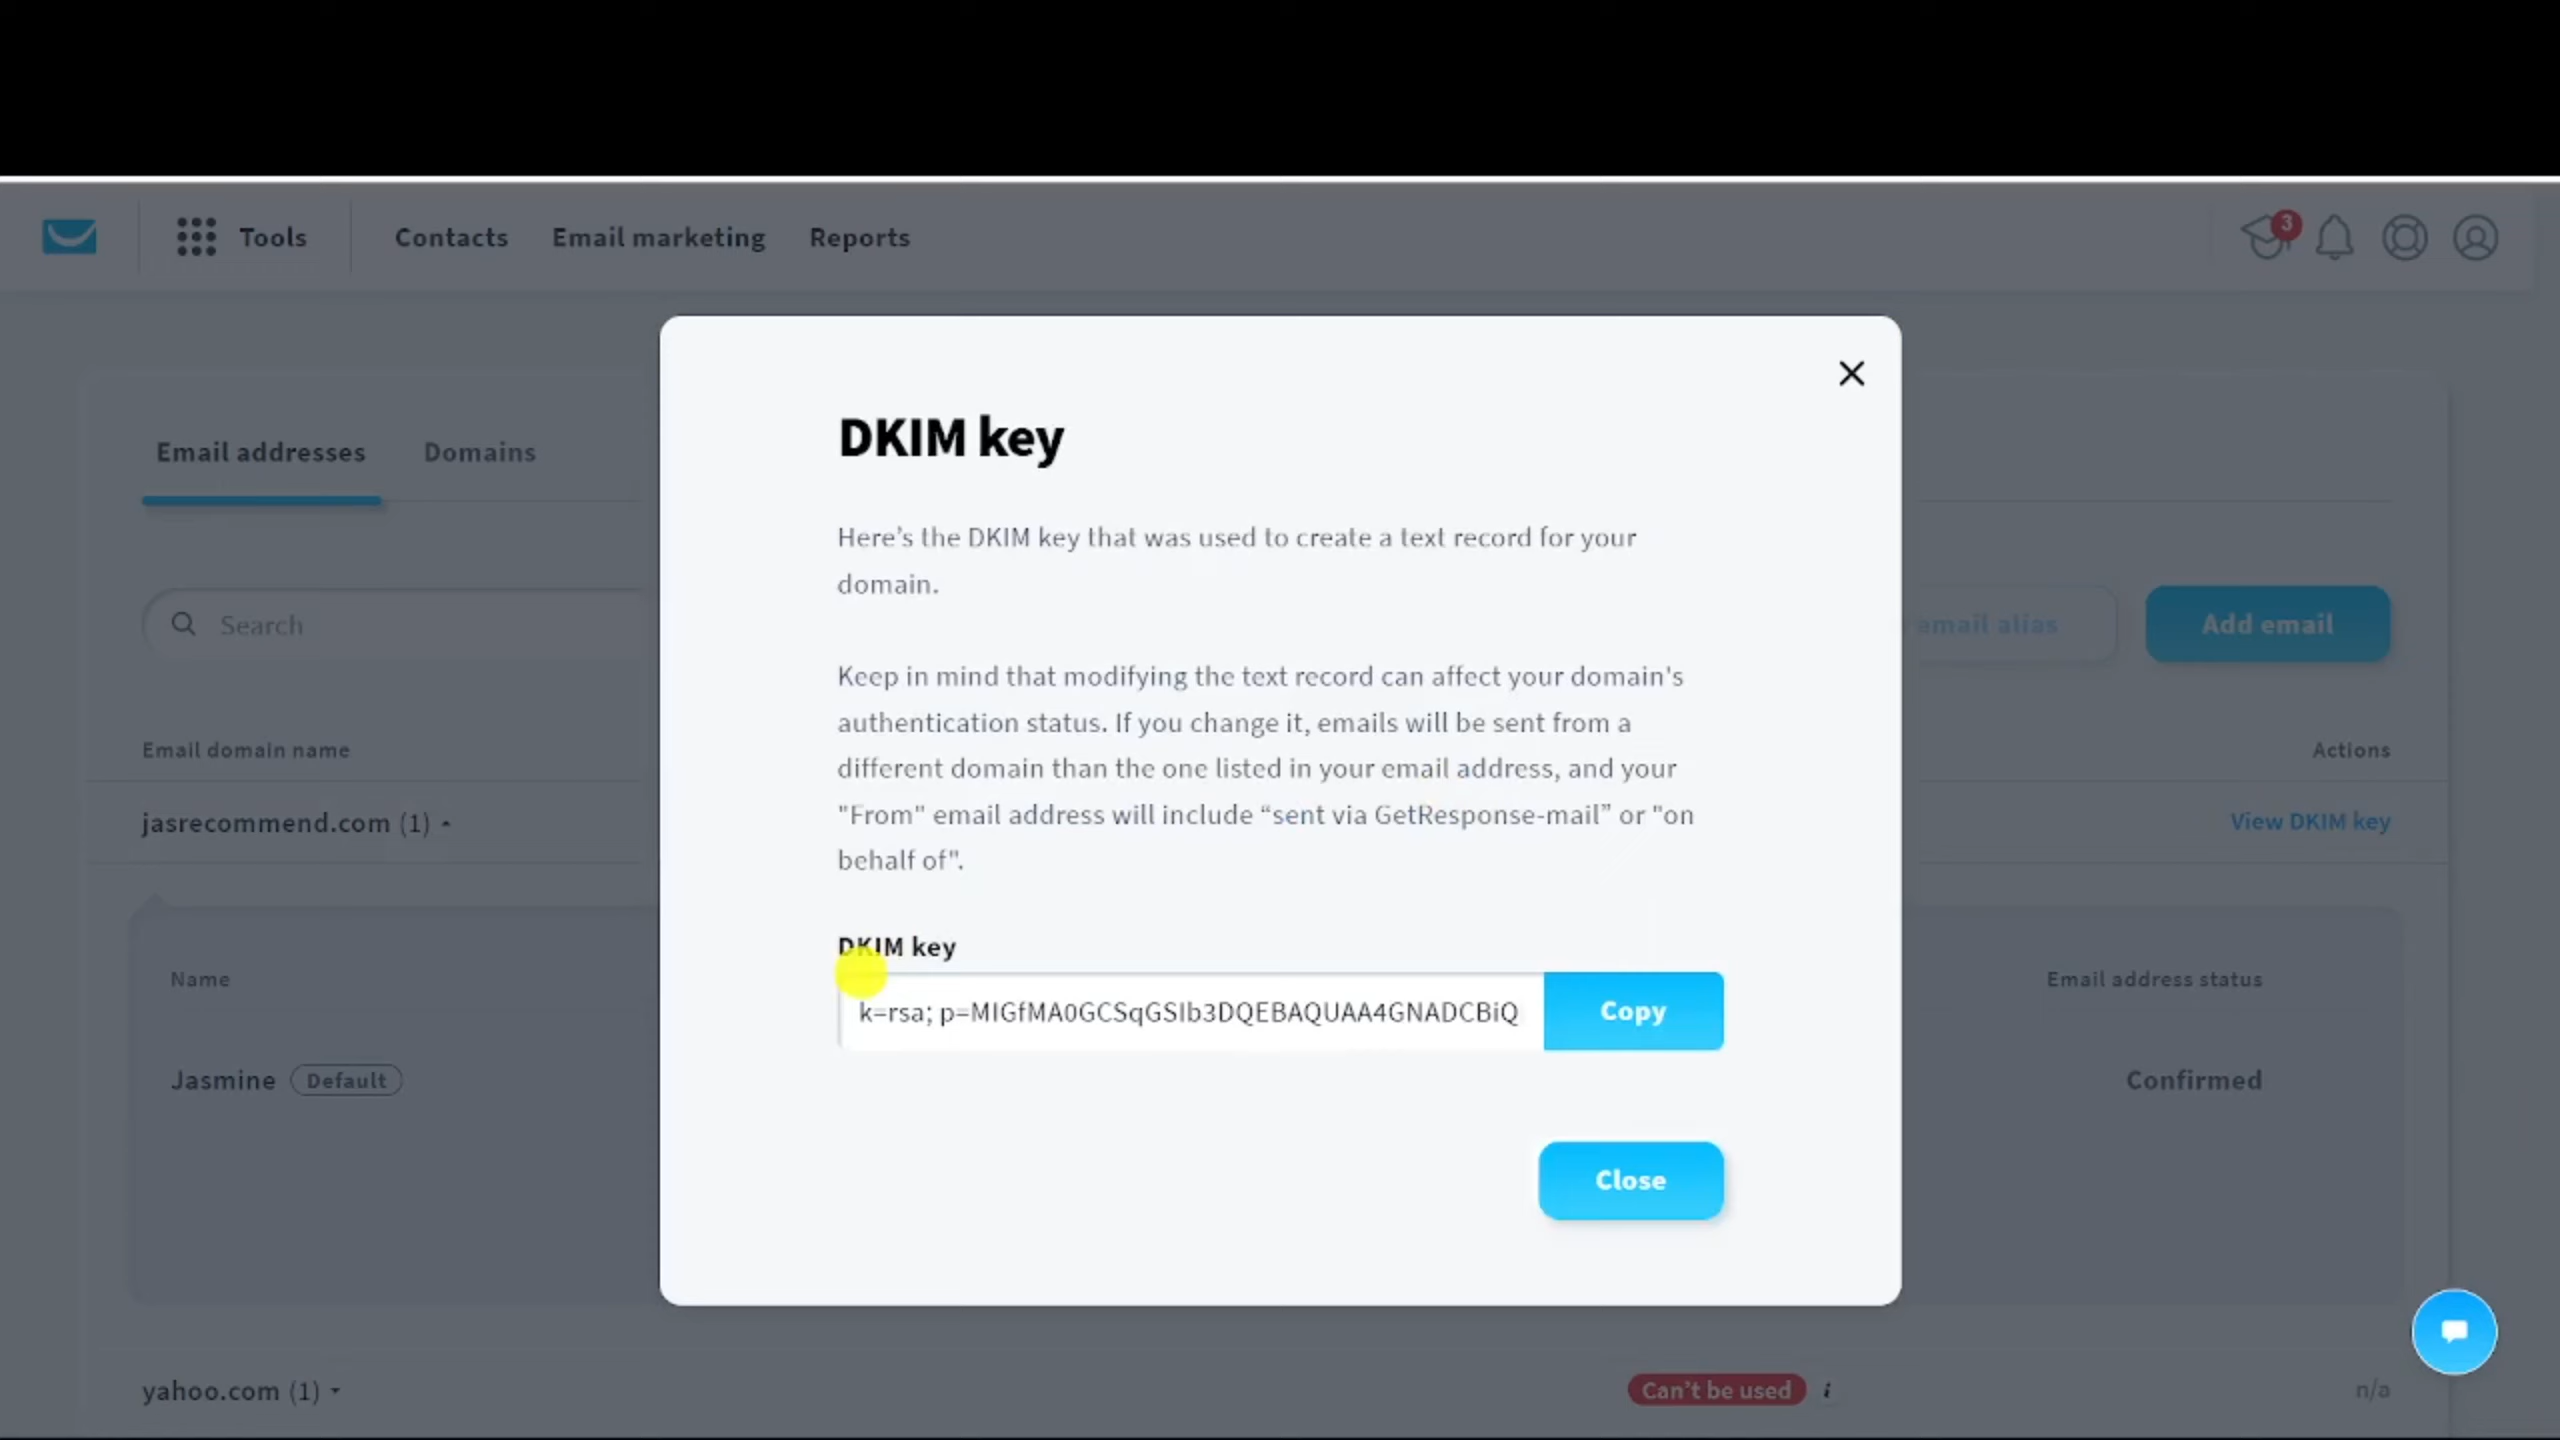 3
Tools Contacts Email marketing Reports
DKIM key
Email addresses Domains
Here’s the DKIM key that was used to create a text record for your
domain.
Search
email alias Add email
Keep in mind that modifying the text record can affect your domain's
authentication status. If you change it, emails will be sent from a
different domain than the one listed in your email address, and your
"From" email address will include “sent via GetResponse-mail” or "on
behalf of".
Email domain name Actions
jasrecommend.com (1) View DKIM key
DKIM key
k=rsa; p=MIGfMA0GCSqGSIb3DQEBAQUAA4GNADCBiQ Copy
Name Email address status
Jasmine Default Confirmed
Close
yahoo.com (1) Can’t be used i n/a